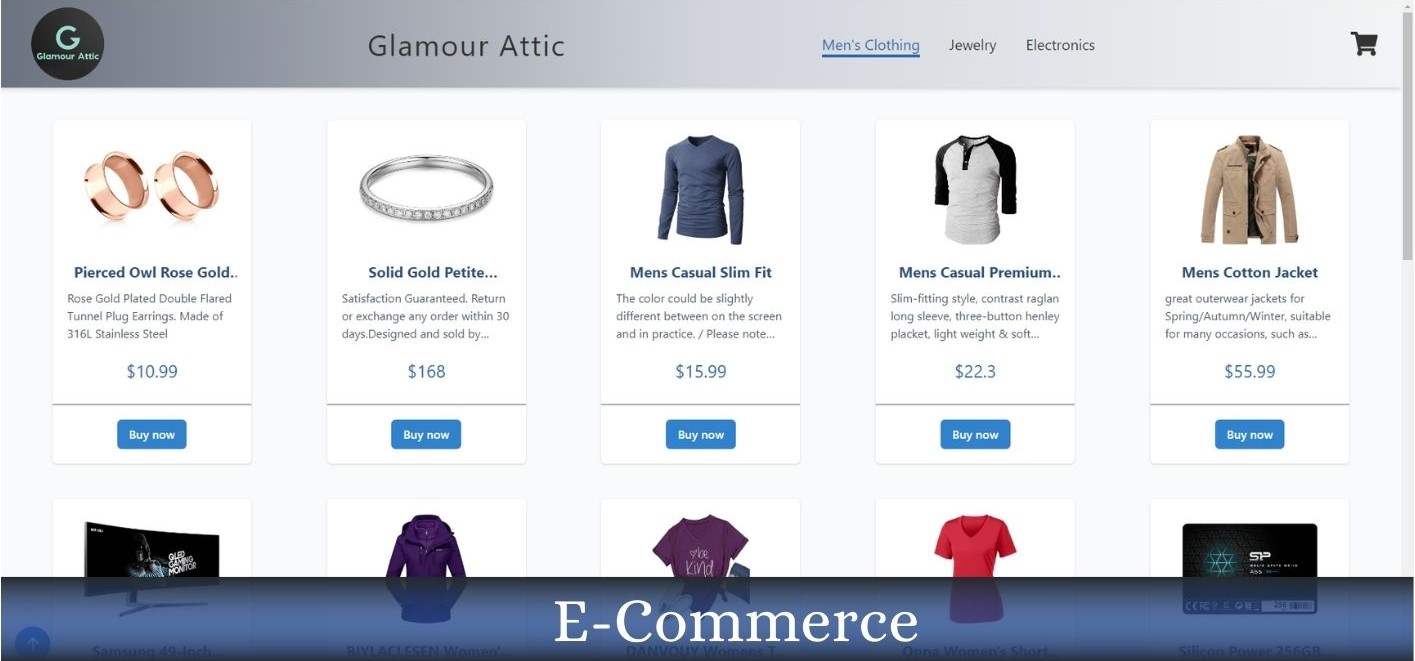 G
Glamour Attic
Glamour Attic
Men's Clothing Jewelry Electronics
Pierced Owl Rose Gold..
Rose Gold Plated Double Flared
Tunnel Plug Earrings. Made of
316L Stainless Steel
$10.99
Buy now
Solid Gold Petite...
Satisfaction Guaranteed. Return
or exchange any order within 30
days.Designed and sold by...
$168
Buy now
Mens Casual Slim Fit
The color could be slightly
different between on the screen
and in practice. / Please note...
$15.99
Buy now
Mens Casual Premium..
Slim-fitting style, contrast raglan
long sleeve, three-button henley
placket, light weight & soft...
$22.3
Buy now
Mens Cotton Jacket
great outerwear jackets for
Spring/Autumn/Winter, suitable
for many occasions, such as...
$55.99
Buy now
QLED
GAMING
MONITOR
Samsung 49-Inch
be
Kind
SP
SOLID STATE DRIVE
A55
256
BIYLACLESEN Women'
DANVOUY Womens T
Opna Women's Short
Silicon Power 256GB
E-Commerce